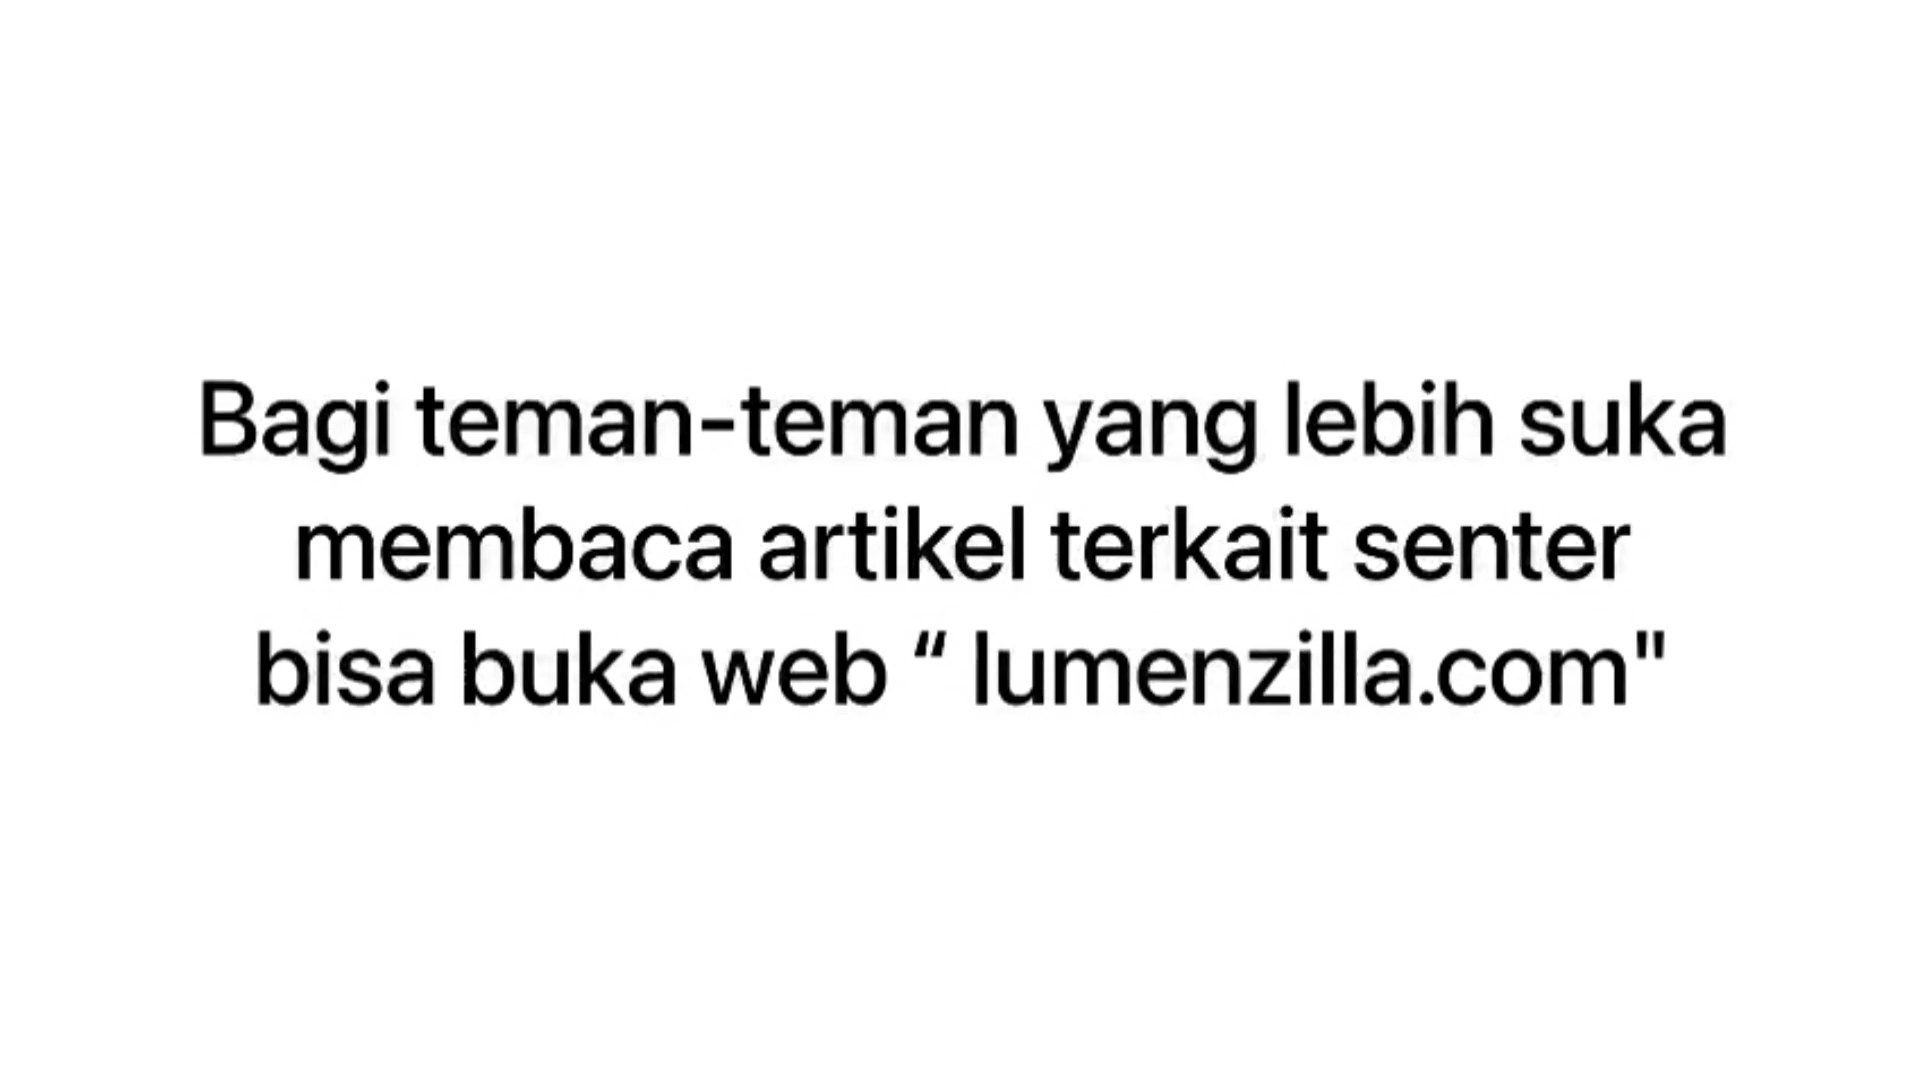 Bagi teman-teman yang lebih suka
membaca artikel terkait senter
bisa buka web “ lumenzilla.com"